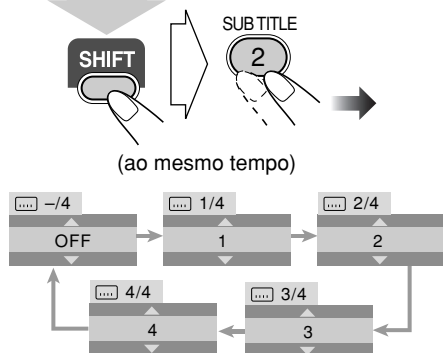 SUB TITLE
SHIFT
2
(ao mesmo tempo)
–/4
1/4
2/4
OFF
1
2
4/4
3/4
4
3